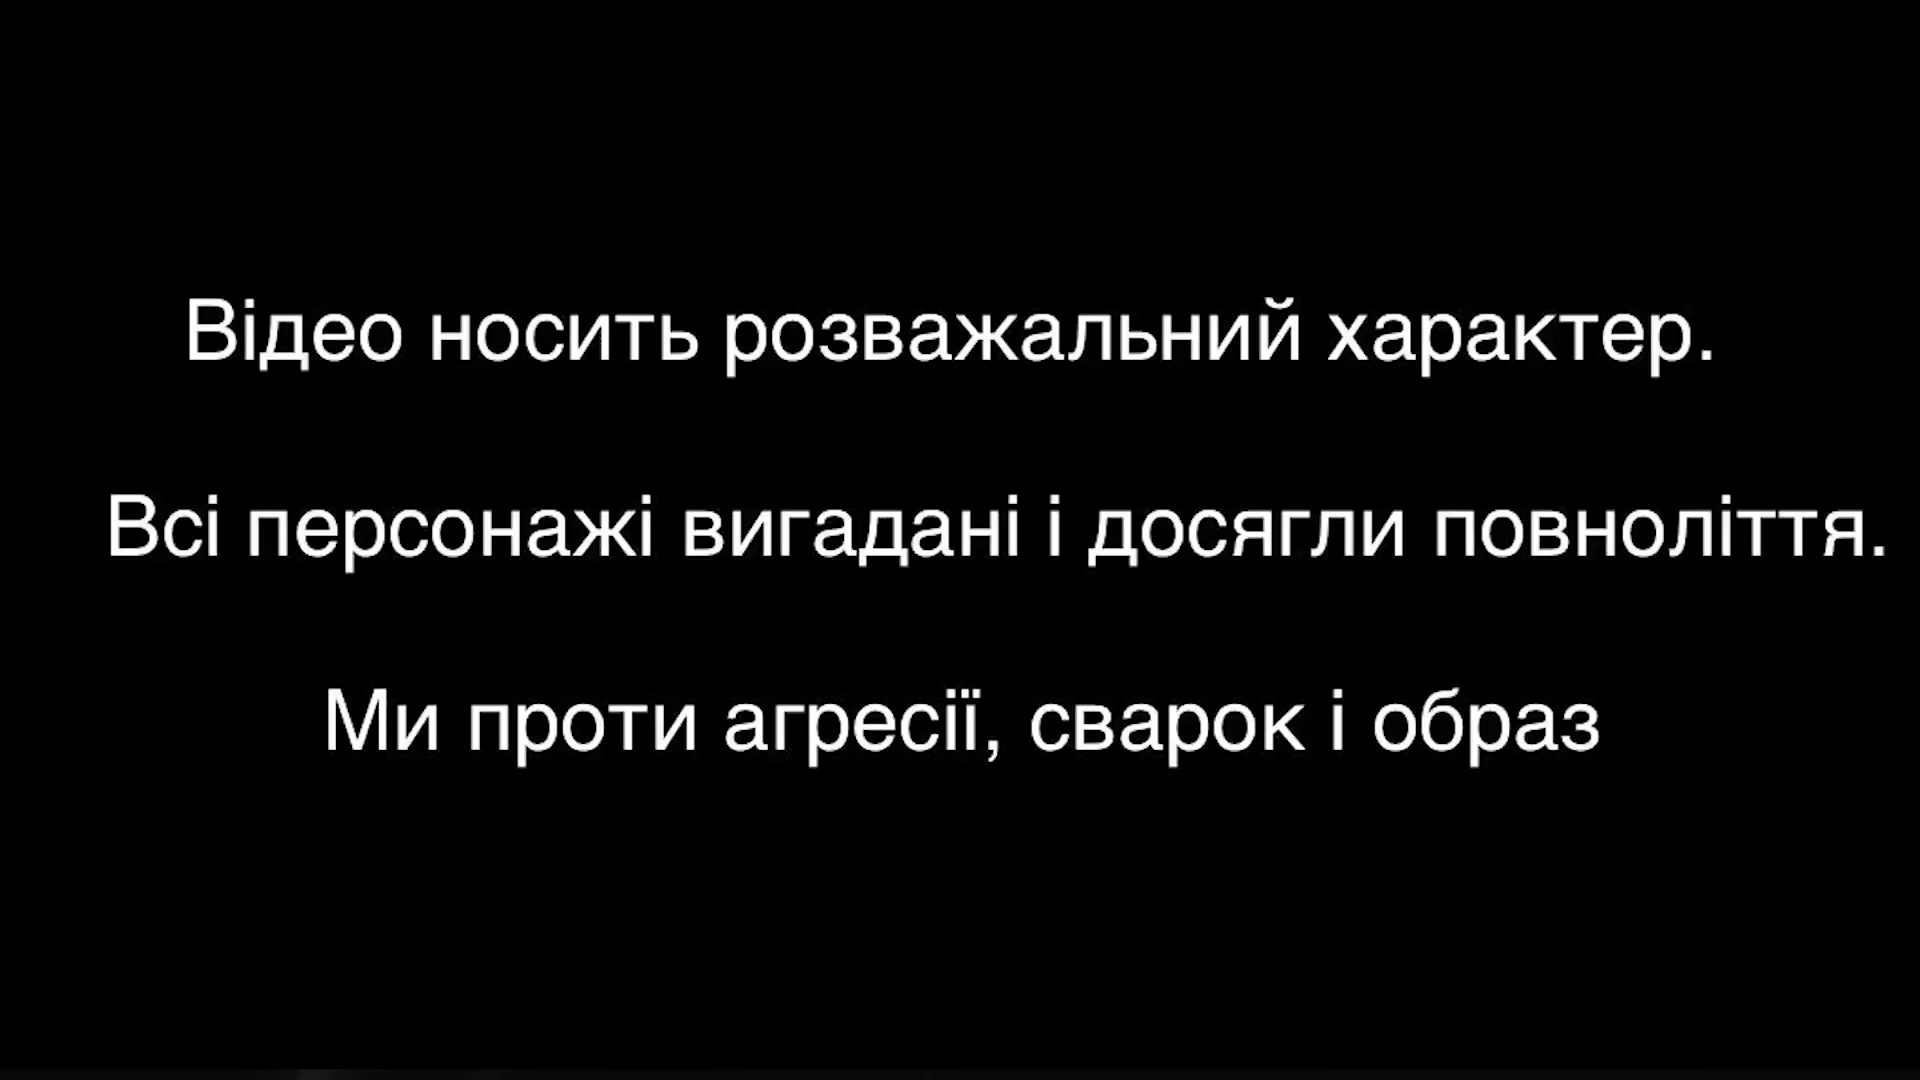 Відео носить розважальний характер.
Всі персонажі вигадані і досягли повноліття.
Ми проти агресії, сварок і образ